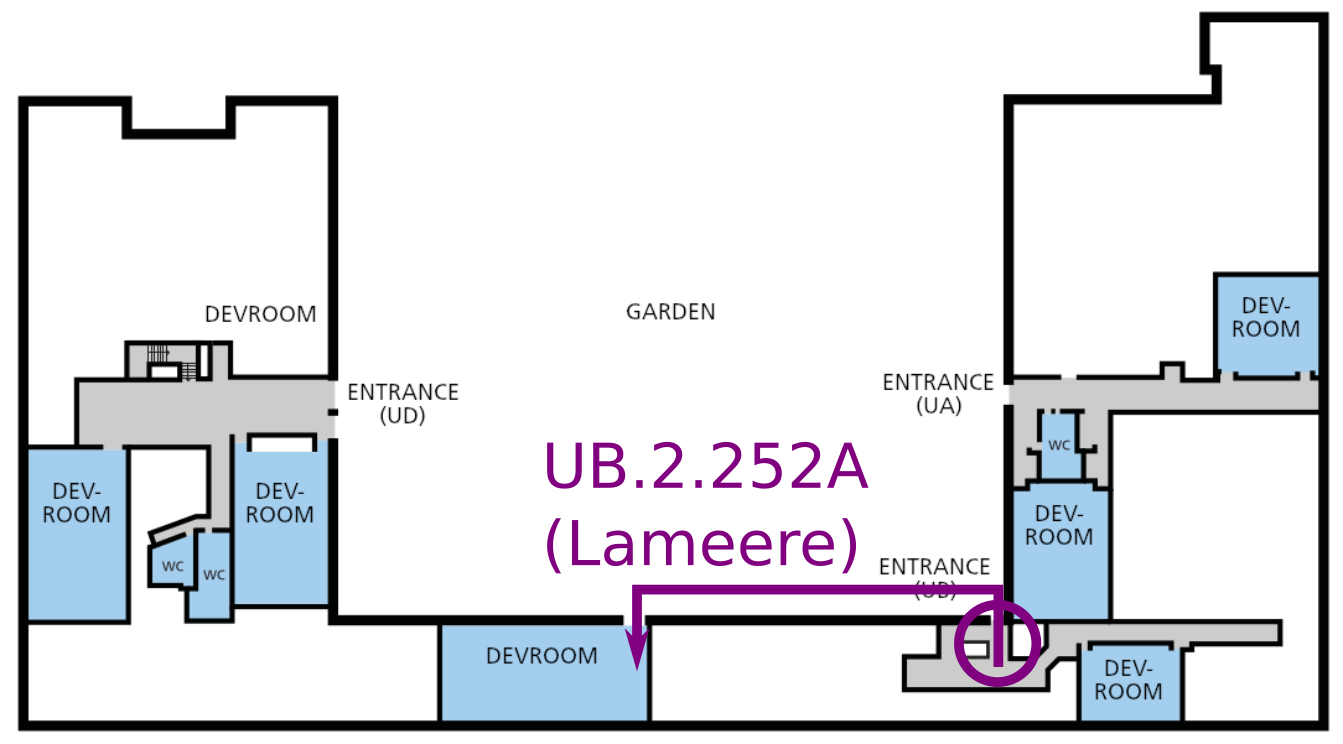 DEVROOM
GARDEN
DEV-
ROOM
ENTRANCE
(UD)
ENTRANCE
(UA)
UB.2.252A
(Lameere)
WC
DEV-
ROOM
DEV-
ROOM
DEV-
ROOM
WC
WC
ENTRANCE
(UB)
DEVROOM
DEV-
ROOM